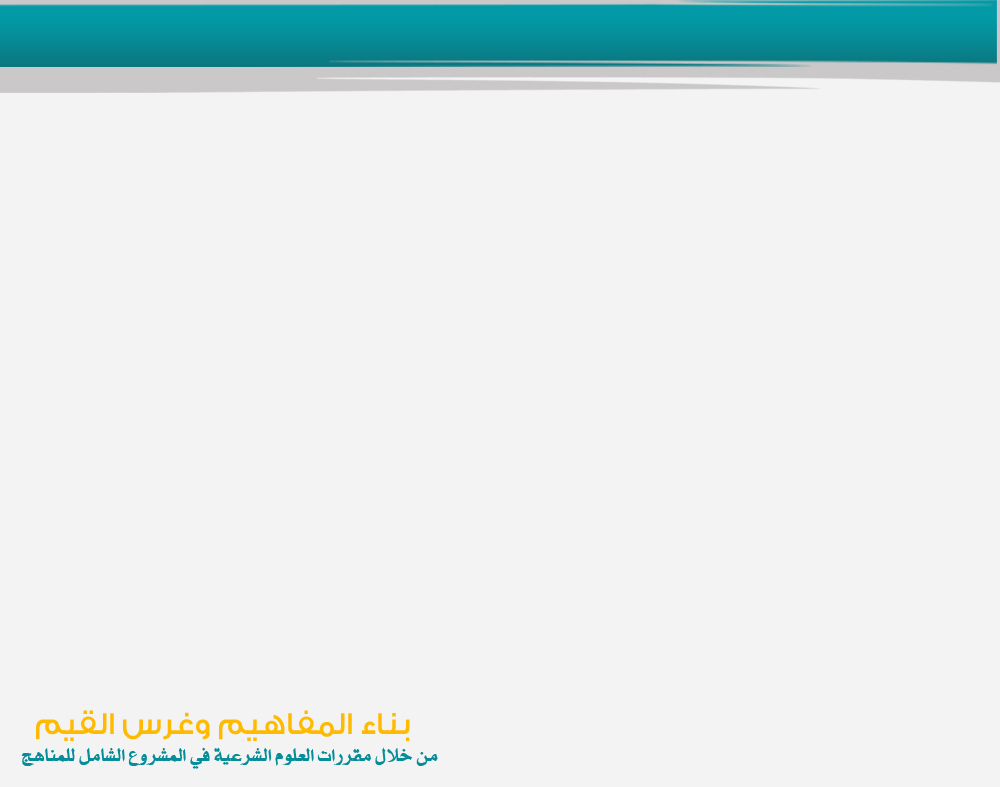 بناء المفاهيم وغرس القيم
من خلال مقررات العلوم الشرعية في المشروع الشامل للمناهج